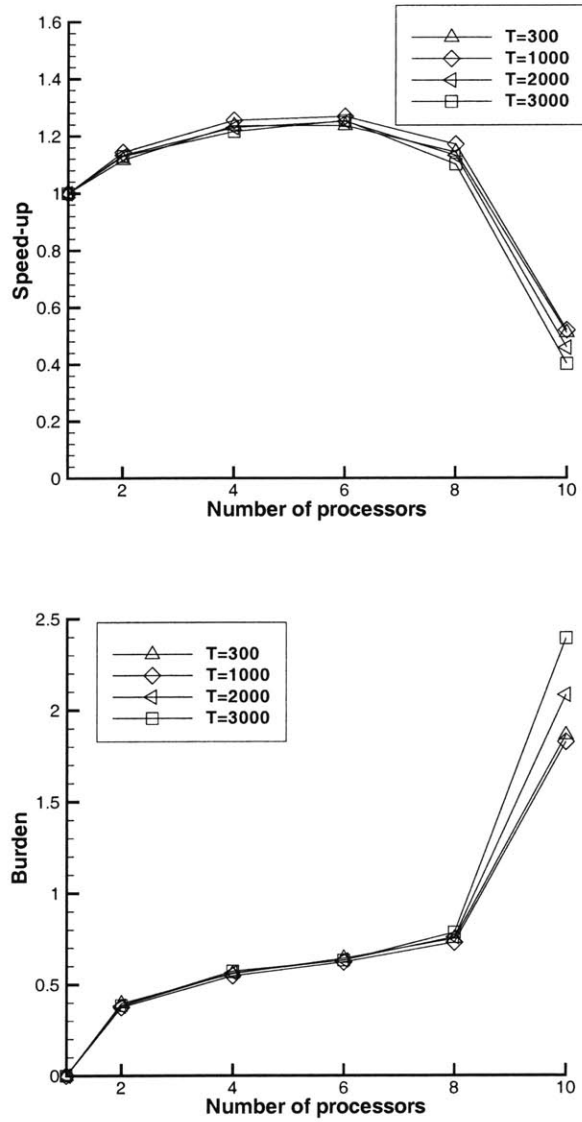 1.6
1.4
1.2
1
0.8
0.6
0.4
0.2
0
Speed-up
T=300
T=1000
T=2000
T=3000
2
4
6
8
10
Number of processors
2.5
2
1.5
1
0.5
0
Burden
T=300
T=1000
T=2000
T=3000
2
4
6
8
10
Number of processors